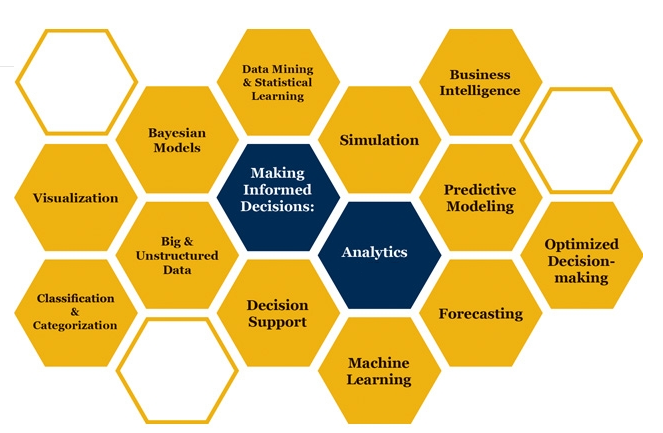 Data Mining
& Statistical
Learning
Business
Intelligence
Bayesian
Models
Simulation
Making
Informed
Decisions:
Visualization
Predictive
Modeling
Big &
Unstructured
Data
Analytics
Optimized
Decision-
making
Classification
&
Categorization
Decision
Support
Forecasting
Machine
Learning